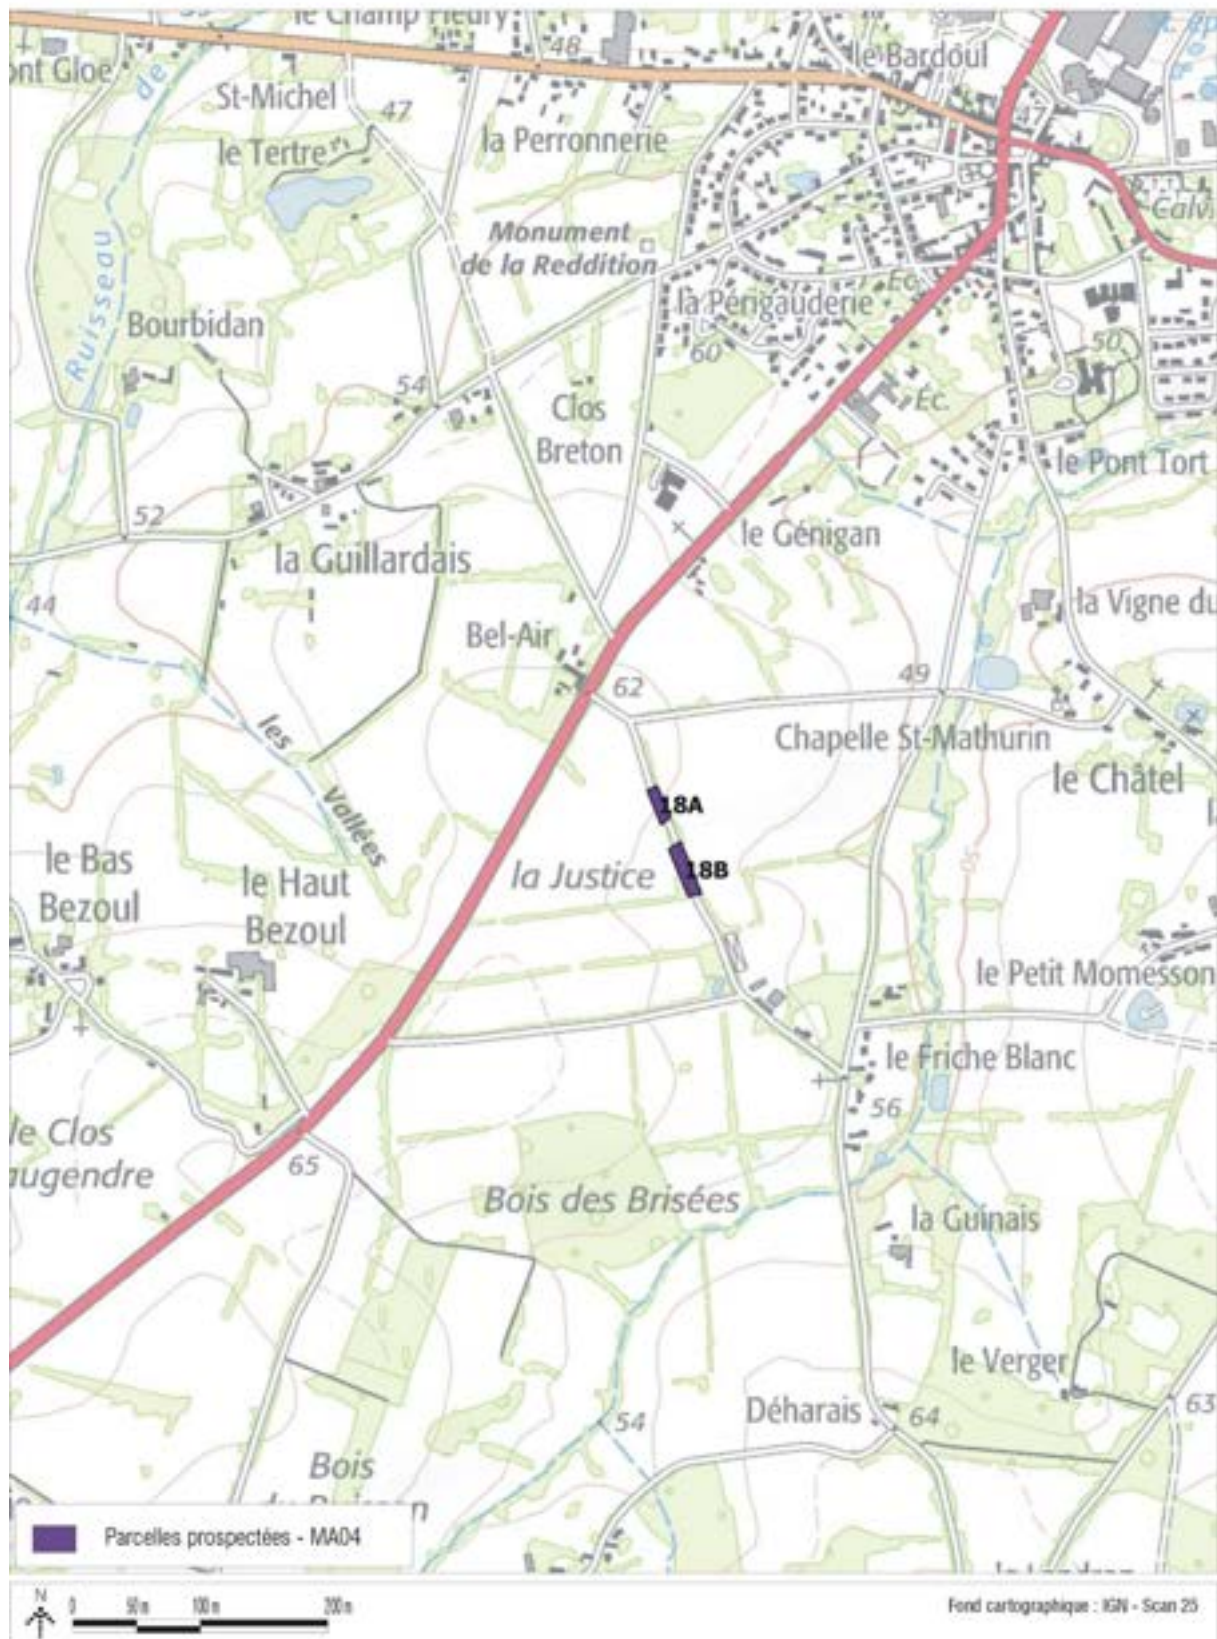 le Champ Fleury
48
le Bardoul
ont Gloe
de
St-Michel
47
47
le Tertre
la Perronnerie
Calv.
Monument
de la Reddition
Ruisseau
Ec.
la Périgauderie
Bourbidan
60
50
54
Clos
Breton
Éc.
le Pont Tort
52
le Génigan
la Guillardais
44
la Vigne du
Bel-Air
62
49
les
Vallées
Chapelle St-Mathurin
le Châtel
18A
50
le Bas
Bezoul
le Haut
Bezoul
la Justice
18B
le Petit Momesson
le Friche Blanc
56
le Clos
augendre
65
Bois des Brisées
la Guinais
le Verger
Déharais
64
63
54
Bois
Parcelles prospectées - MA04
N
0 50 m 100 m 200 m
Fond cartographique : IGN - Scan 25